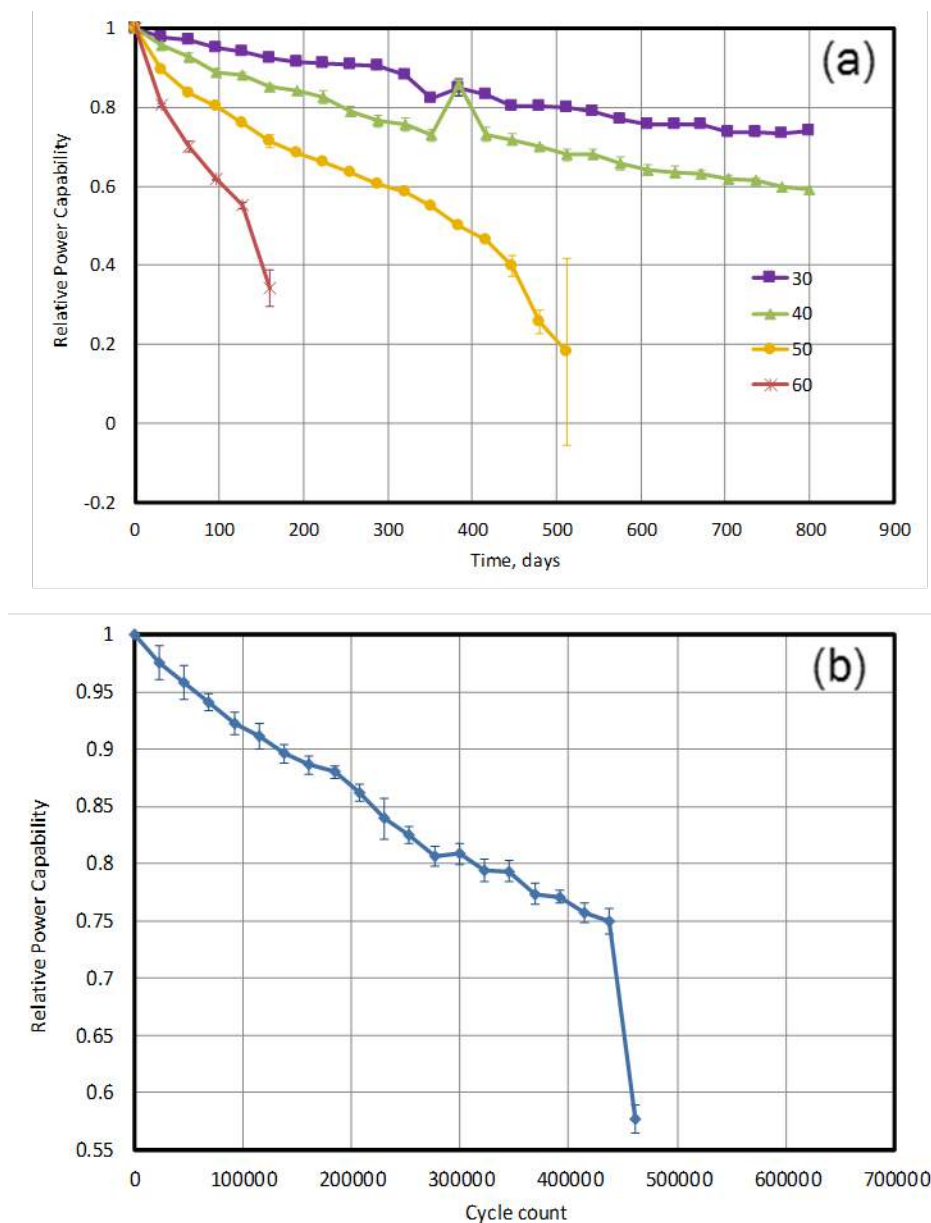 (a)
Relative Power Capability
1
0.8
0.6
0.4
0.2
0
-0.2
30
40
50
60
0 100 200 300 400 500 600 700 800 900
Time, days
(b)
Relative Power Capability
1
0.95
0.9
0.85
0.8
0.75
0.7
0.65
0.6
0.55
0 100000 200000 300000 400000 500000 600000 700000
Cycle count